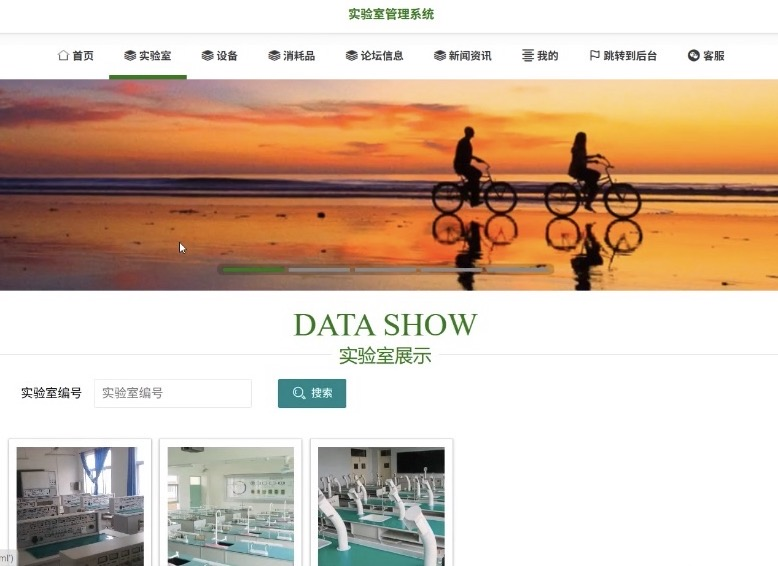 实验室管理系统
首页 实验室 设备 消耗品 论坛信息 新闻资讯 我的 跳转到后台 客服
DATA SHOW
实验室展示
实验室编号 实验室编号 搜索
ml')